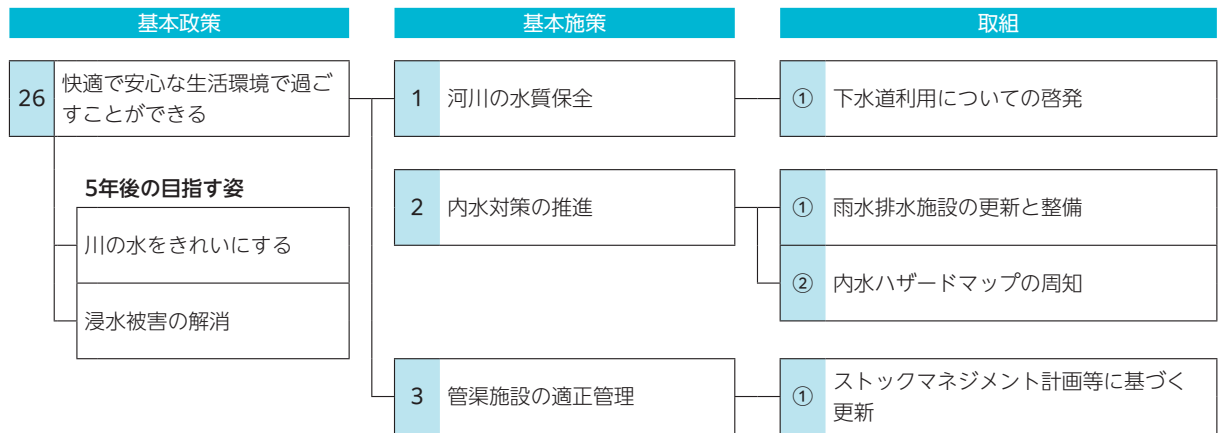 基本政策
基本施策
取組
26
快適で安心な生活環境で過ご
すことができる
1
河川の水質保全
①
下水道利用についての啓発
5年後の目指す姿
川の水をきれいにする
浸水被害の解消
2
内水対策の推進
①
雨水排水施設の更新と整備
②
内水ハザードマップの周知
3
管渠施設の適正管理
①
ストックマネジメント計画等に基づく
更新